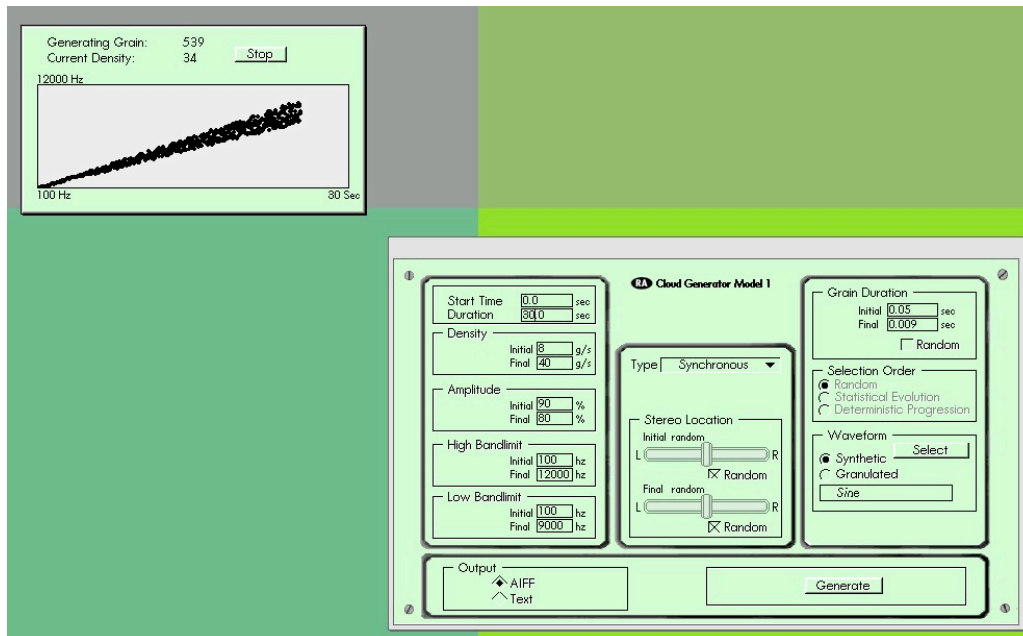 Generating Grain: 539
Current Density: 34
Stop
12000 Hz
100 Hz 30 Sec
RA Cloud Generator Model 1
Start Time 0.0 sec
Duration 30.0 sec
Density
Initial 8 g/s
Final 40 g/s
Amplitude
Initial 90 %
Final 80 %
High Bandlimit
Initial 100 hz
Final 12000 hz
Low Bandlimit
Initial 100 hz
Final 9000 hz
Type Synchronous
Stereo Location
Initial random
L R
Random
Final random
L R
Random
Grain Duration
Initial 0.05 sec
Final 0.009 sec
Random
Selection Order
Random
Statistical Evolution
Deterministic Progression
Waveform
Select
Synthetic
Granulated
Sine
Output
AIFF
Text
Generate